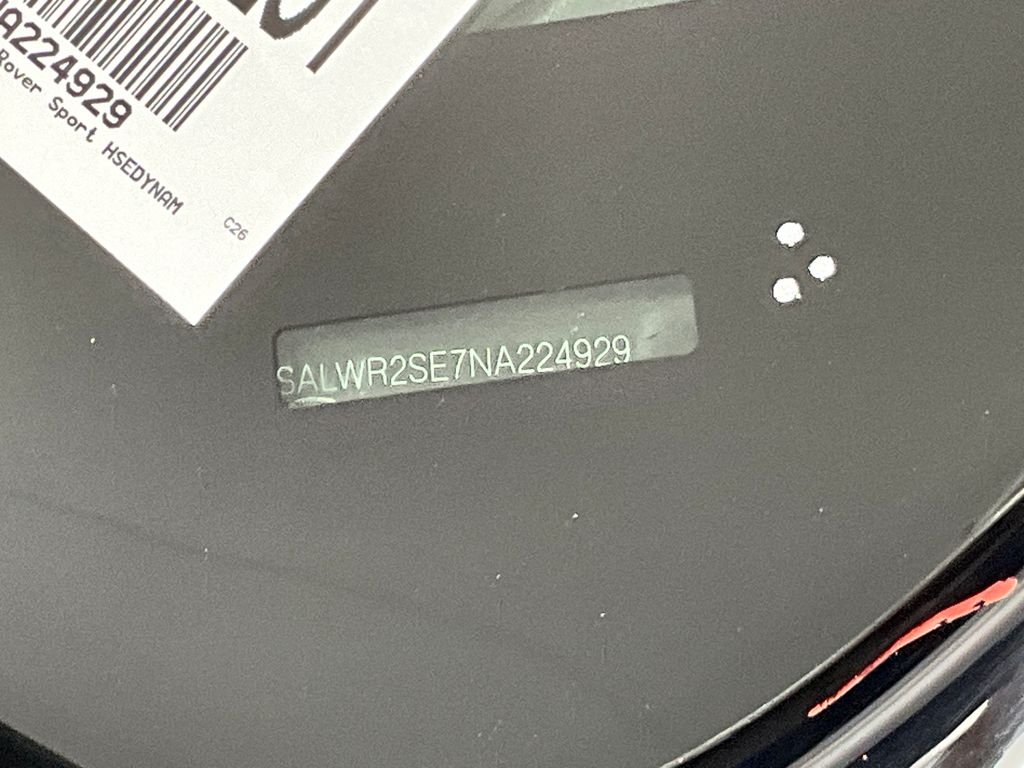 A224929
Rover Sport HSEDYNAM
C26
SALWR2SE7NA224929